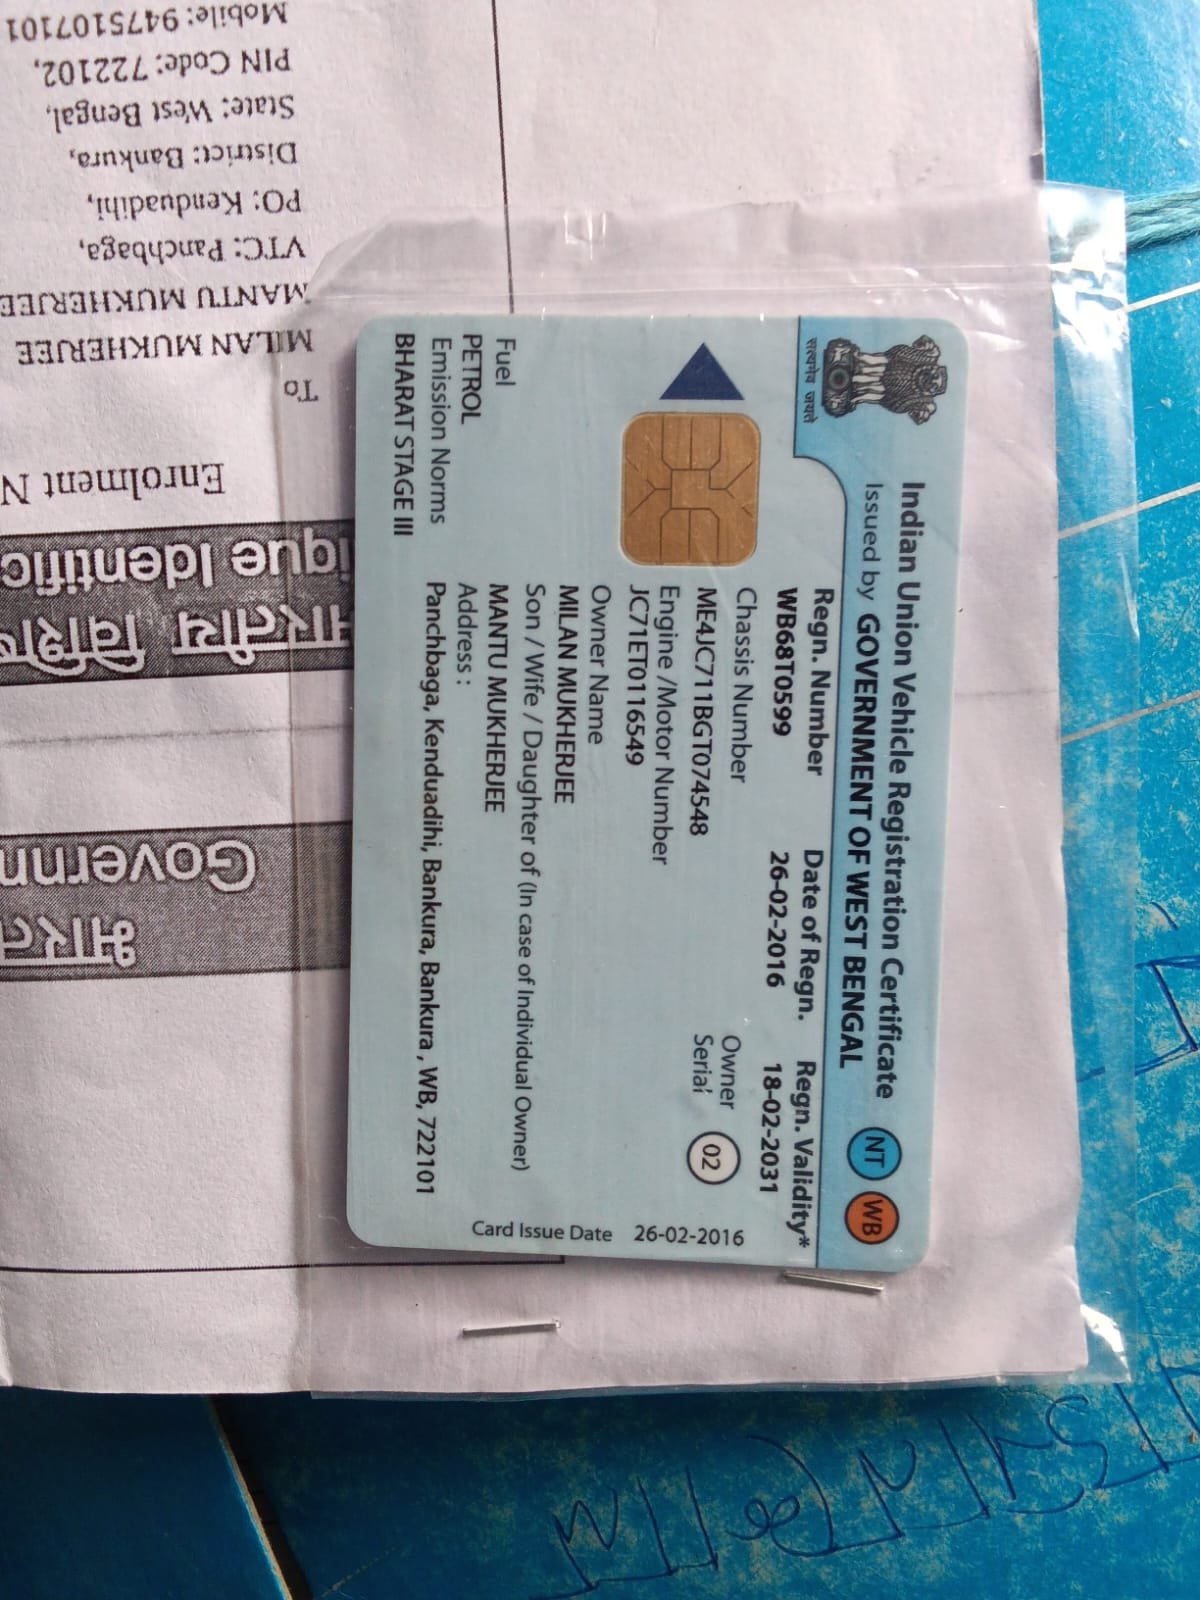 Indian Union Vehicle Registration Certificate
Issued by GOVERNMENT OF WEST BENGAL
NT WB
सत्यमेव जयते
Regn. Number Date of Regn. Regn. Validity*
WB68T0599 26-02-2016 18-02-2031
Chassis Number
ME4JC711BGT074548
Owner
Serial
02
Engine /Motor Number
JC71ET0116549
Owner Name
MILAN MUKHERJEE
Son / Wife / Daughter of (In case of Individual Owner)
MANTU MUKHERJEE
Address :
Panchbaga, Kenduadihi, Bankura, Bankura , WB, 722101
Fuel
PETROL
Emission Norms
BHARAT STAGE III
Card Issue Date 26-02-2016
भारत
Governm
भारतीय विशि
ique Identific
Enrolment N
To
MILAN MUKHERJEE
MANTU MUKHERJEE
VTC: Panchbaga,
PO: Kenduadihi,
District: Bankura,
State: West Bengal,
PIN Code: 722102,
Mobile: 9475107101